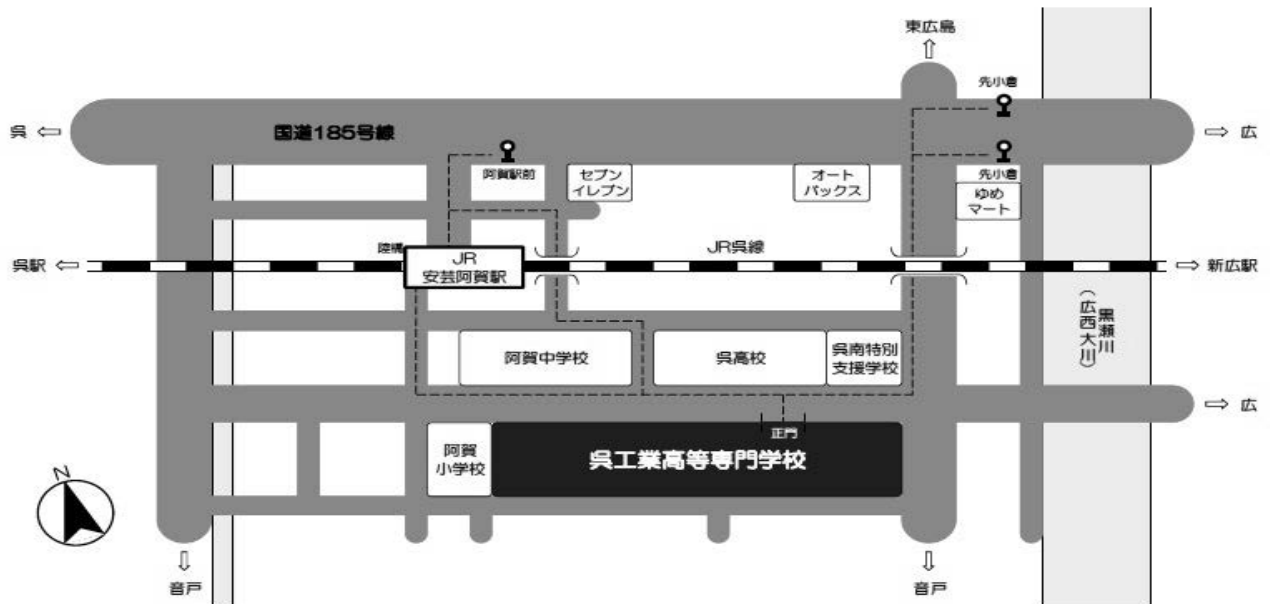 東広島
先小倉
呉
国道185号線
広
阿賀駅前
セブン
イレブン
オート
バックス
先小倉
ゆめ
マート
陸橋
JR
安芸阿賀駅
JR呉線
呉駅
新広駅
黒瀬川
(広西大川)
阿賀中学校
呉高校
呉南特別
支援学校
広
正門
阿賀
小学校
呉工業高等専門学校
N
音戸
音戸